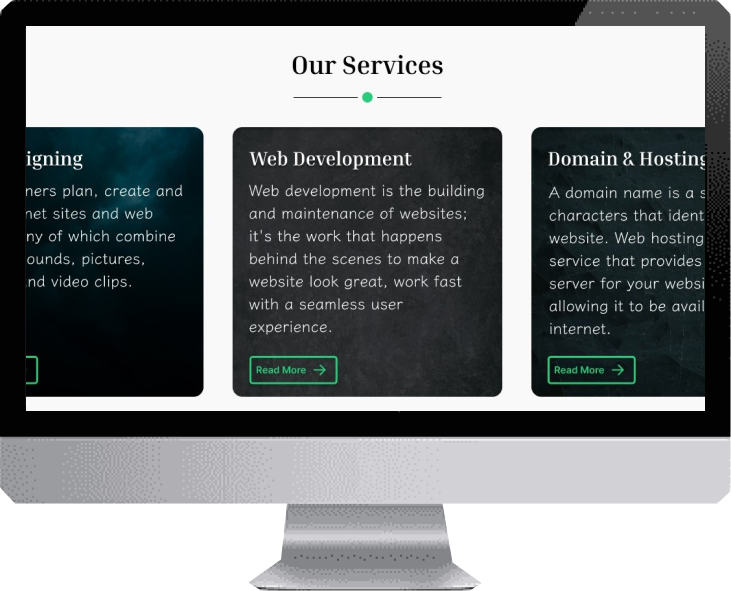 Our Services
igning
ners plan, create and
net sites and web
ny of which combine
ounds, pictures,
nd video clips.
Web Development
Web development is the building
and maintenance of websites;
it's the work that happens
behind the scenes to make a
website look great, work fast
with a seamless user
experience.
Read More
Domain & Hosting
A domain name is a s
characters that ident
website. Web hosting
service that provides
server for your websi
allowing it to be avail
internet.
Read More